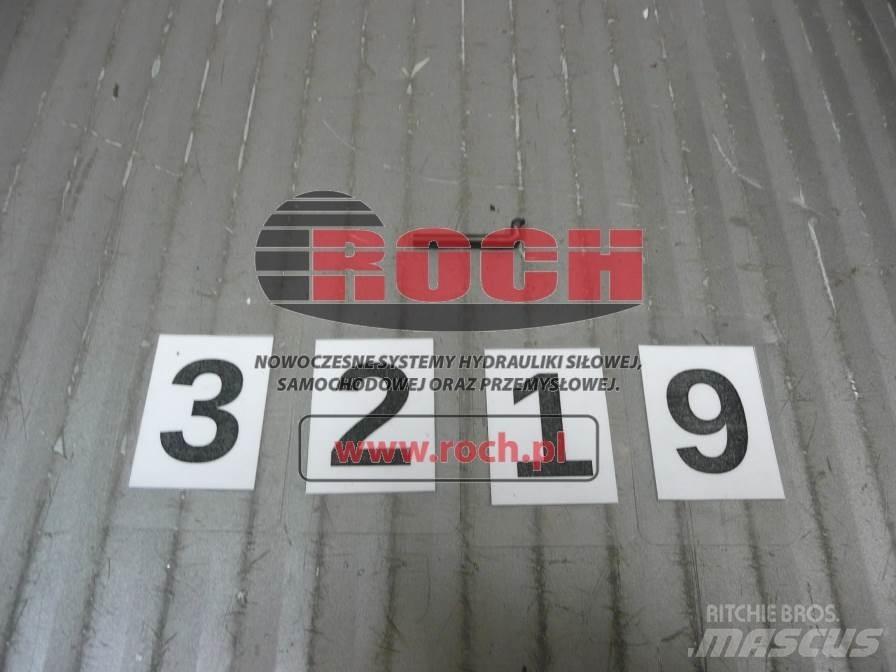 ROCH
NOWOCZESNE SYSTEMY HYDRAULIKI SIŁOWEJ,
SAMOCHODOWEJ ORAZ PRZEMYSŁOWEJ.
3 2 1 9
www.roch.pl
RITCHIE BROS.
MASCUS